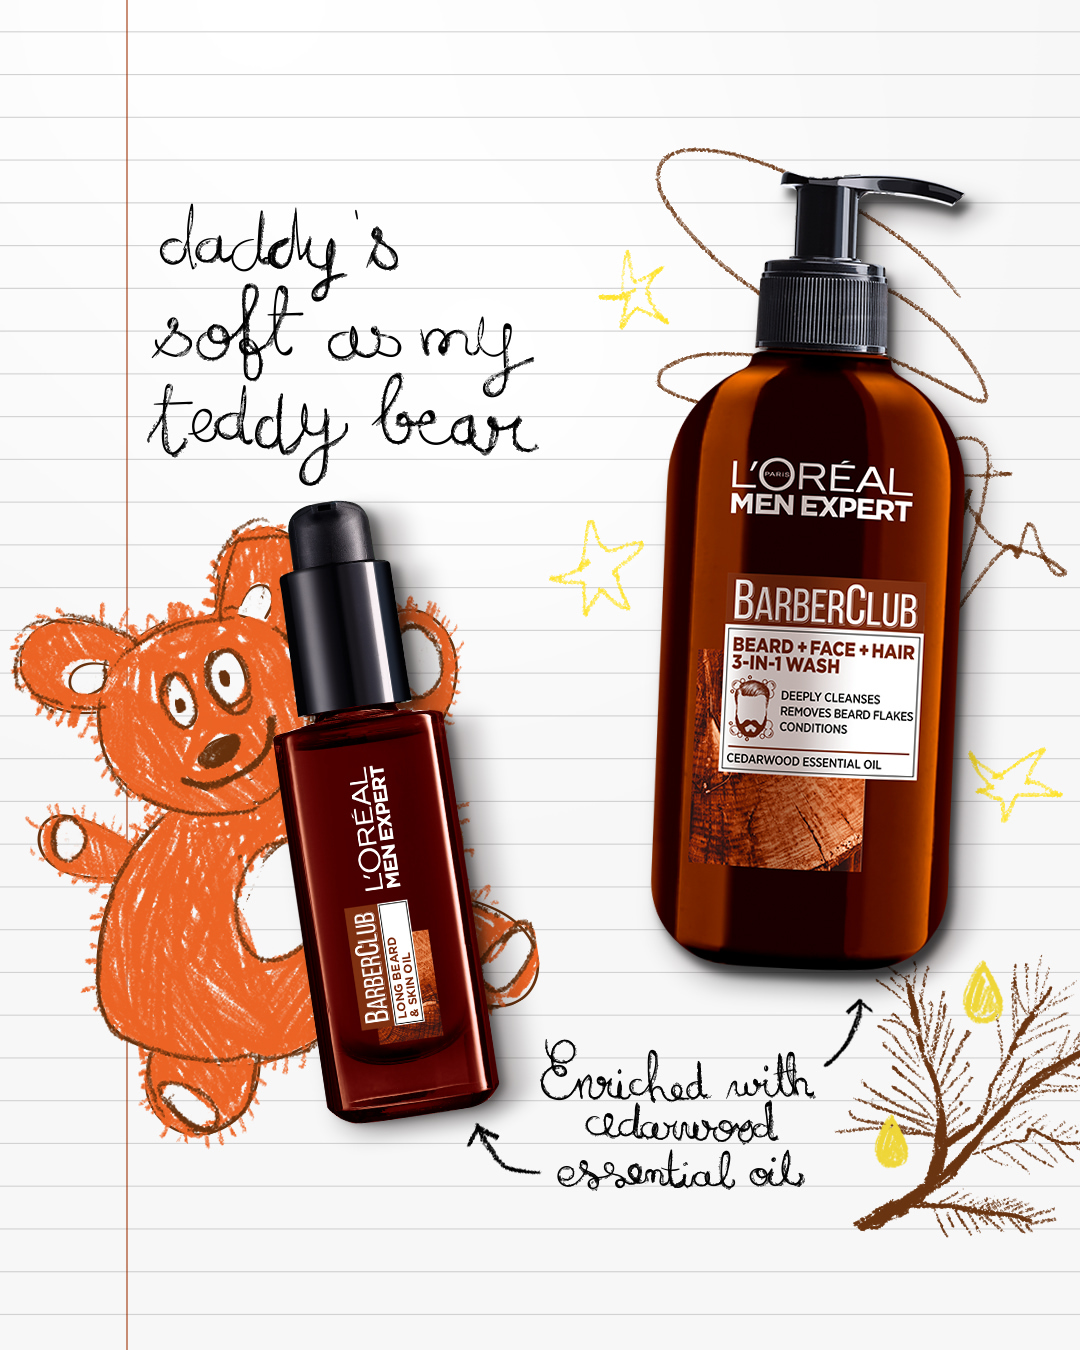 daddy's
soft as my
teddy bear
L'ORÉAL
PARIS
MEN EXPERT
BARBERCLUB
BEARD + FACE + HAIR
3-IN-1 WASH
DEEPLY CLEANSES
REMOVES BEARD FLAKES
CONDITIONS
CEDARWOOD ESSENTIAL OIL
L'ORÉAL
MEN EXPERT
BARBERCLUB
LONG BEARD
& SKIN OIL
Enriched with
cedarwood
essential oil